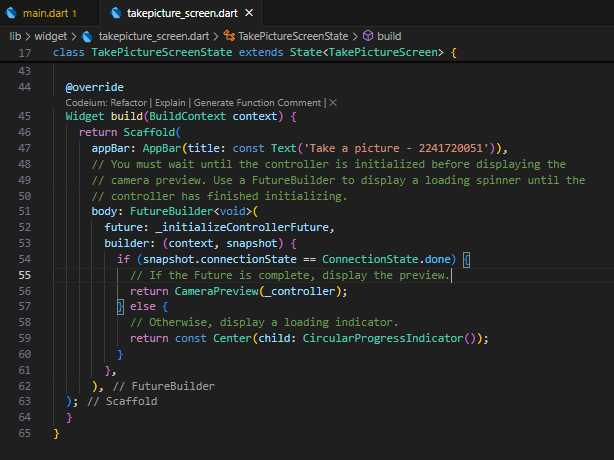 main.dart 1 takepicture_screen.dart ×
lib > widget > takepicture_screen.dart > TakePictureScreenState > build
17 class TakePictureScreenState extends State<TakePictureScreen> {
43
44 @override
Codeium: Refactor | Explain | Generate Function Comment | ×
45 Widget build(BuildContext context) {
46 return Scaffold(
47 appBar: AppBar(title: const Text('Take a picture - 2241720051')),
48 // You must wait until the controller is initialized before displaying the
49 // camera preview. Use a FutureBuilder to display a loading spinner until the
50 // controller has finished initializing.
51 body: FutureBuilder<void>(
52 future: _initializeControllerFuture,
53 builder: (context, snapshot) {
54 if (snapshot.connectionState == ConnectionState.done) {
55 // If the Future is complete, display the preview.
56 return CameraPreview(_controller);
57 } else {
58 // Otherwise, display a loading indicator.
59 return const Center(child: CircularProgressIndicator());
60 }
61 },
62 ), // FutureBuilder
63 ); // Scaffold
64 }
65 }